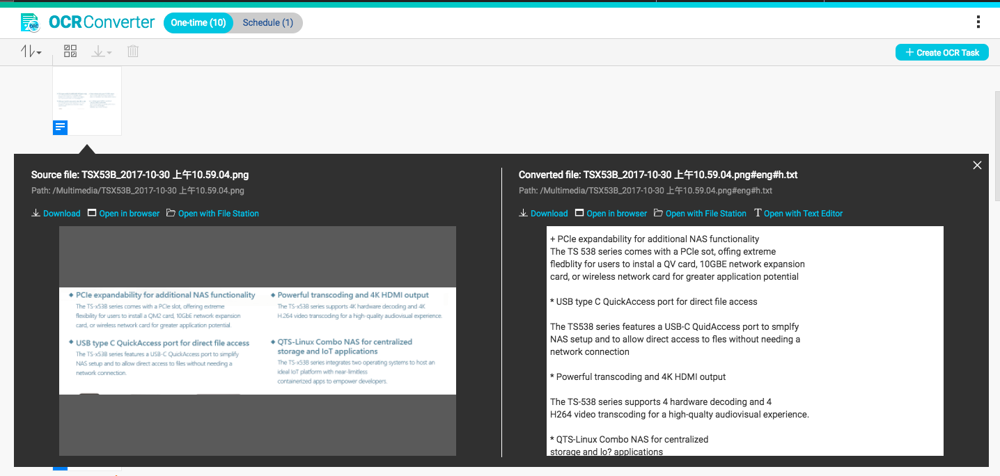 OCRConverter
One-time (10)
Schedule (1)
+ Create OCR Task
Source file: TSX53B_2017-10-30 上午10.59.04.png
Path: /Multimedia/TSX53B_2017-10-30 上午10.59.04.png
Download Open in browser Open with File Station
◆ PCIe expandability for additional NAS functionality
The TS-x53B series comes with a PCIe slot, offering extreme
flexibility for users to install a QM2 card, 10GbE network expansion
card, or wireless network card for greater application potential.
◆ USB type C QuickAccess port for direct file access
The TS-x53B series features a USB-C QuickAccess port to simplify
NAS setup and to allow direct access to files without needing a
network connection.
◆ Powerful transcoding and 4K HDMI output
The TS-x53B series supports 4K hardware decoding and 4K
H.264 video transcoding for a high-quality audiovisual experience.
◆ QTS-Linux Combo NAS for centralized
storage and IoT applications
The TS-x53B series integrates two operating systems to host an
ideal IoT platform with near-limitless
containerized apps to empower developers.
Converted file: TSX53B_2017-10-30 上午10.59.04.png#eng#h.txt
Path: /Multimedia/TSX53B_2017-10-30 上午10.59.04.png#eng#h.txt
Download Open in browser Open with File Station Open with Text Editor
+ PCIe expandability for additional NAS functionality
The TS 538 series comes with a PCle sot, offing extreme
fledblity for users to instal a QV card, 10GBE network expansion
card, or wireless network card for greater application potential
* USB type C QuickAccess port for direct file access
The TS538 series features a USB-C QuidAccess port to smplfy
NAS setup and to allow direct access to fles without needing a
network connection
* Powerful transcoding and 4K HDMI output
The TS-538 series supports 4 hardware decoding and 4
H264 video transcoding for a high-qualty audiovisual experience.
* QTS-Linux Combo NAS for centralized
storage and lo? applications